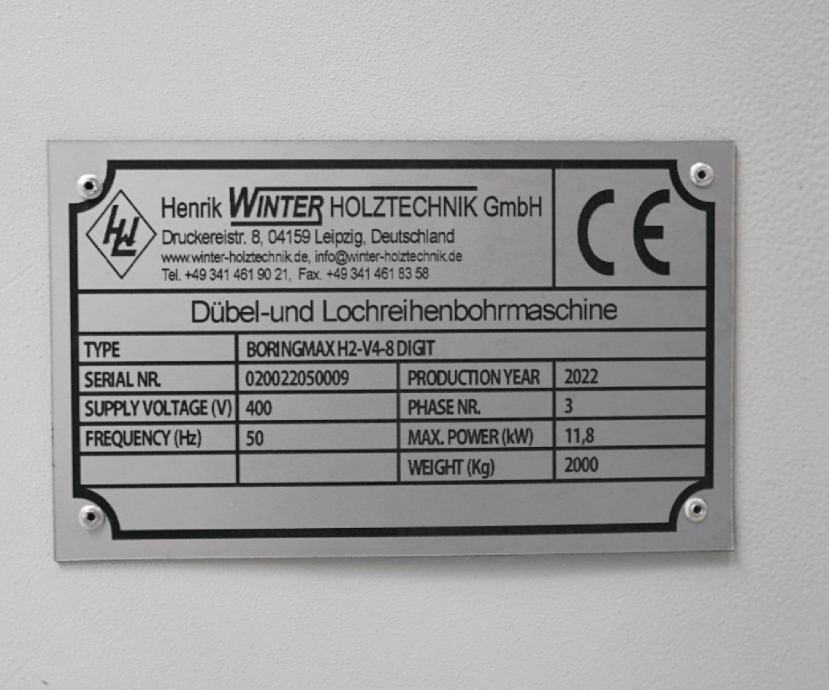 HW
Henrik WINTER HOLZTECHNIK GmbH
Druckereistr. 8, 04159 Leipzig, Deutschland
www.winter-holztechnik.de, info@winter-holztechnik.de
Tel. +49 341 461 90 21, Fax. +49 341 461 83 58
CE
Dübel-und Lochreihenbohrmaschine
TYPE BORINGMAX H2-V4-8 DIGIT
SERIAL NR. 020022050009 PRODUCTION YEAR 2022
SUPPLY VOLTAGE (V) 400 PHASE NR. 3
FREQUENCY (Hz) 50 MAX. POWER (kW) 11,8
WEIGHT (Kg) 2000